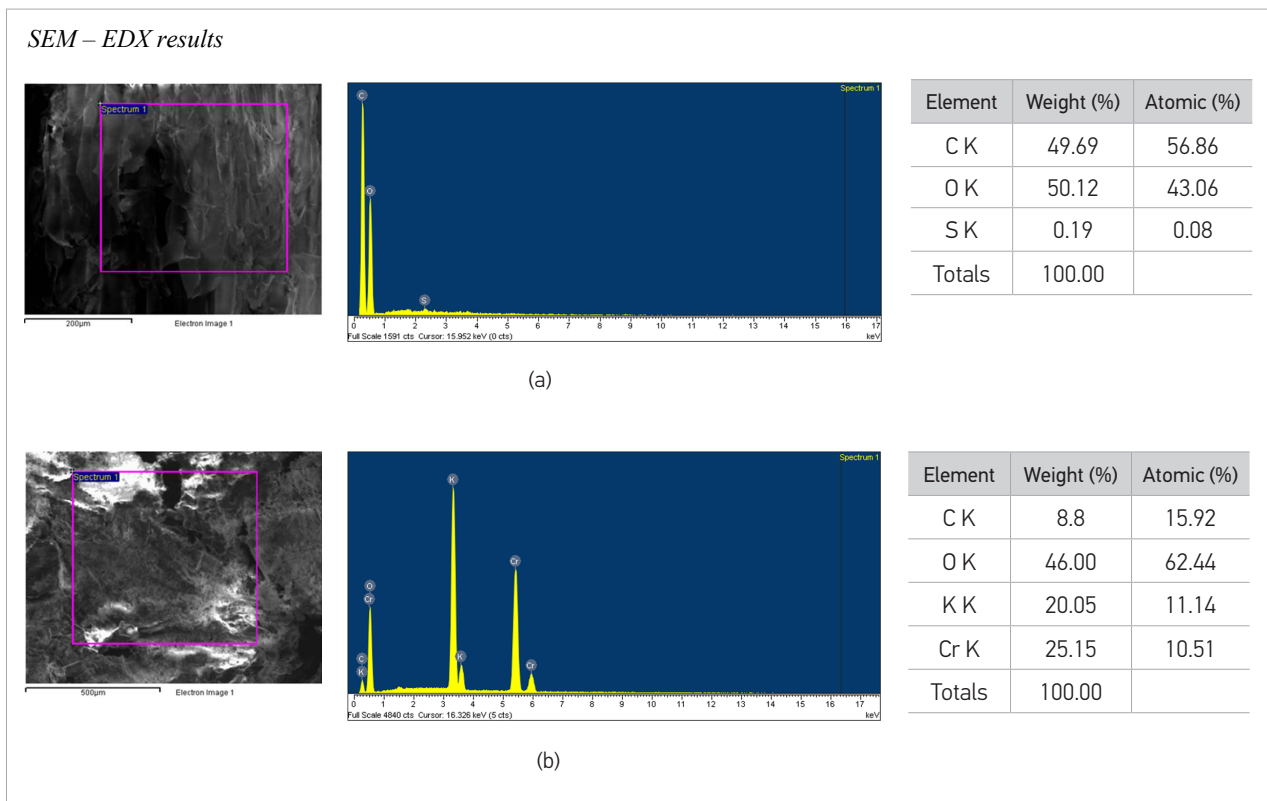 SEM – EDX results
Spectrum 1
200µm Electron Image 1
Spectrum 1
C
O
S
0 1 2 3 4 5 6 7 8 9 10 11 12 13 14 15 16 17
Full Scale 1591 cts Cursor: 15.952 keV (0 cts) keV
Element Weight (%) Atomic (%)
C K 49.69 56.86
O K 50.12 43.06
S K 0.19 0.08
Totals 100.00
(a)
Spectrum 1
500µm Electron Image 1
Spectrum 1
K
Cr
O
Cr
C
K
K
Cr
0 1 2 3 4 5 6 7 8 9 10 11 12 13 14 15 16 17
Full Scale 4840 cts Cursor: 16.326 keV (5 cts) keV
Element Weight (%) Atomic (%)
C K 8.8 15.92
O K 46.00 62.44
K K 20.05 11.14
Cr K 25.15 10.51
Totals 100.00
(b)